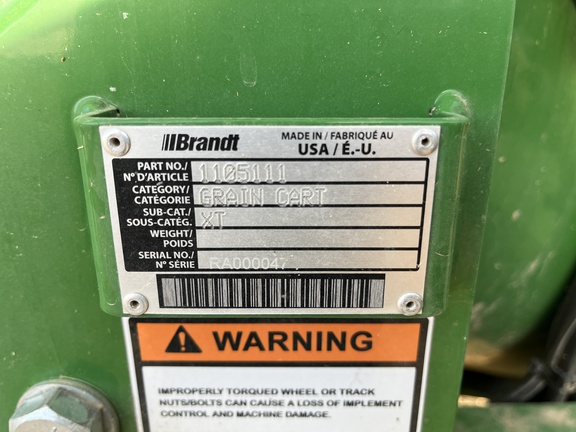 Brandt
MADE IN / FABRIQUÉ AU
USA / É.-U.
PART NO./
N° D'ARTICLE 1105111
CATEGORY/
CATÉGORIE GRAIN CART
SUB-CAT./
SOUS-CATÉG. XT
WEIGHT/
POIDS
SERIAL NO./
N° SÉRIE RA000047
WARNING
IMPROPERLY TORQUED WHEEL OR TRACK
NUTS/BOLTS CAN CAUSE A LOSS OF IMPLEMENT
CONTROL AND MACHINE DAMAGE.